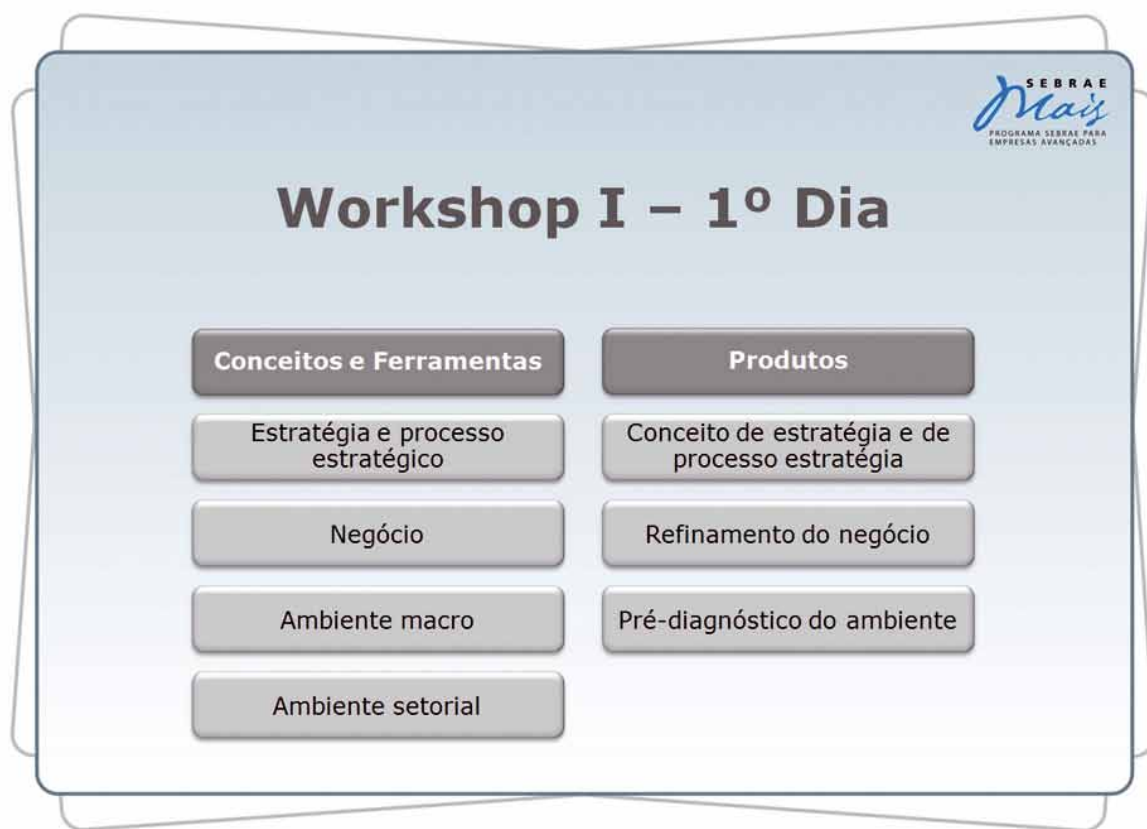 SEBRAE
Mais
PROGRAMA SEBRAE PARA
EMPRESAS AVANÇADAS
Workshop I – 1º Dia
Conceitos e Ferramentas
Produtos
Estratégia e processo
estratégico
Conceito de estratégia e de
processo estratégia
Negócio
Refinamento do negócio
Ambiente macro
Pré-diagnóstico do ambiente
Ambiente setorial